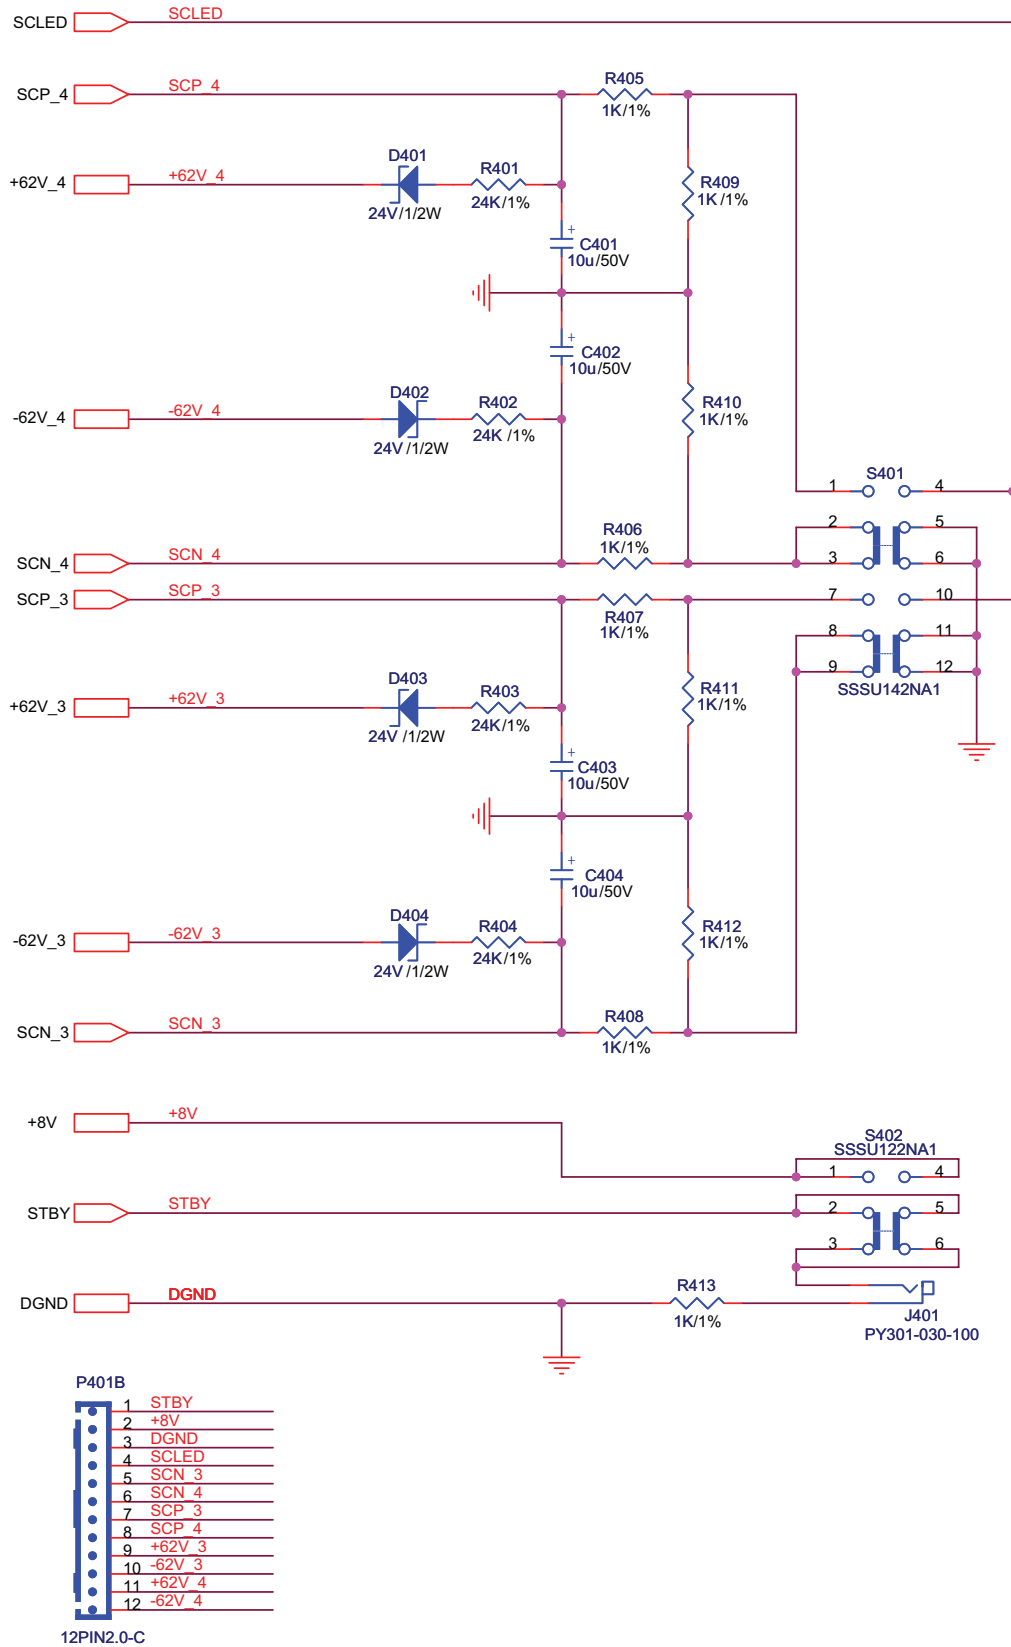 SCLED
SCLED
SCP_4
SCP_4
R405
1K/1%
+62V_4
+62V_4
D401
24V/1/2W
R401
24K/1%
R409
1K/1%
C401
10u/50V
C402
10u/50V
-62V_4
-62V_4
D402
24V /1/2W
R402
24K /1%
R410
1K/1%
S401
1
4
2
5
3
6
SCN_4
SCN_4
R406
1K/1%
SCP_3
SCP_3
R407
1K/1%
7
10
8
11
9
12
SSSU142NA1
+62V_3
+62V_3
D403
24V /1/2W
R403
24K/1%
R411
1K/1%
C403
10u/50V
C404
10u/50V
-62V_3
-62V_3
D404
24V /1/2W
R404
24K/1%
R412
1K/1%
SCN_3
SCN_3
R408
1K/1%
+8V
+8V
S402
SSSU122NA1
1
4
STBY
STBY
2
5
3
6
DGND
DGND
R413
1K/1%
J401
PY301-030-100
P401B
1 STBY
2 +8V
3 DGND
4 SCLED
5 SCN_3
6 SCN_4
7 SCP_3
8 SCP_4
9 +62V_3
10 -62V_3
11 +62V_4
12 -62V_4
12PIN2.0-C
+
+
+
+